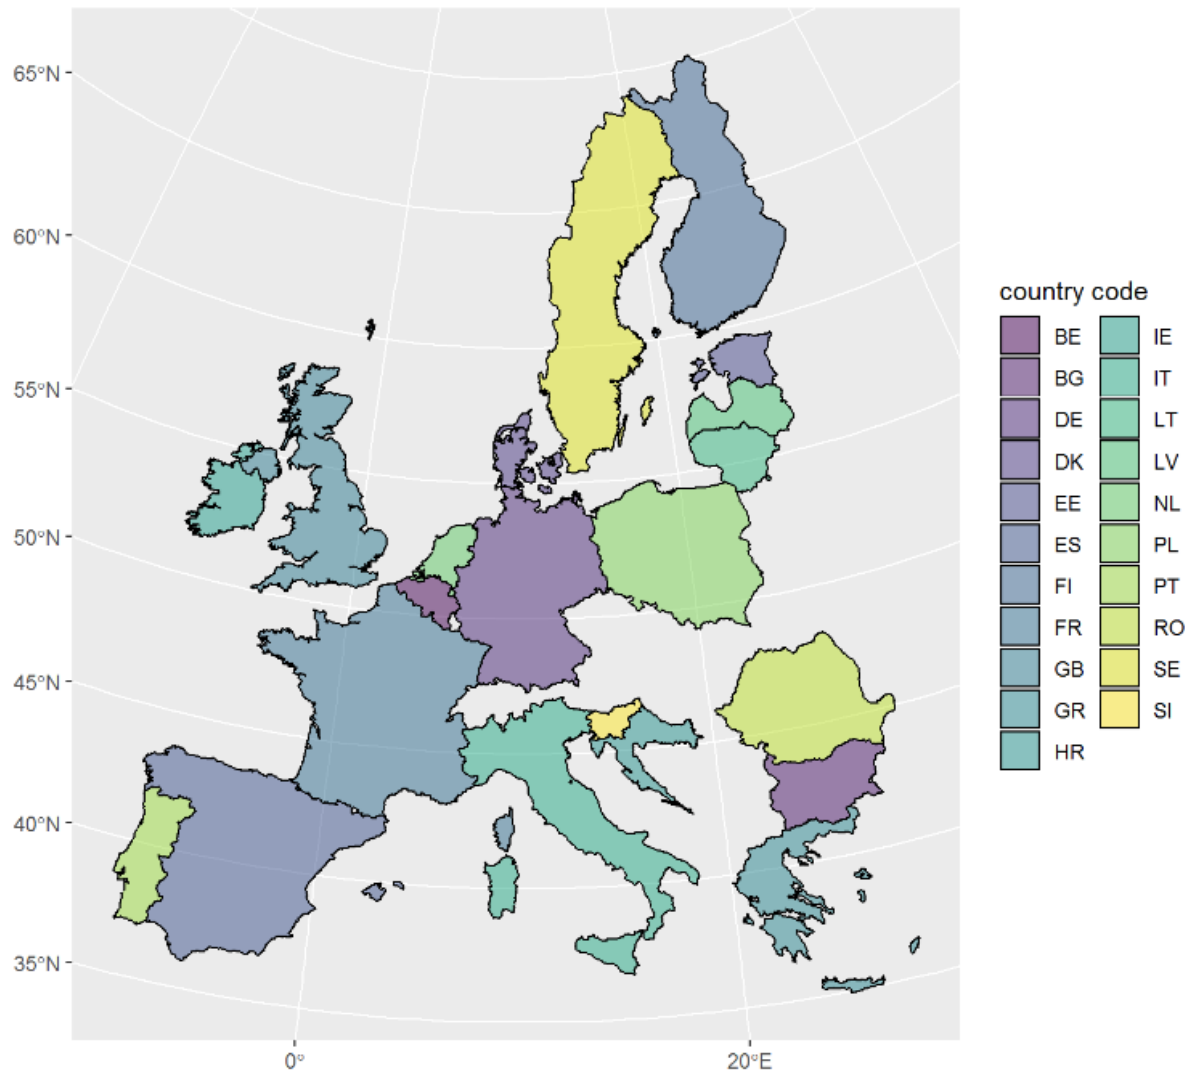 65°N
60°N
55°N
50°N
45°N
40°N
35°N
0°
20°E
country code
BE
BG
DE
DK
EE
ES
FI
FR
GB
GR
HR
IE
IT
LT
LV
NL
PL
PT
RO
SE
SI